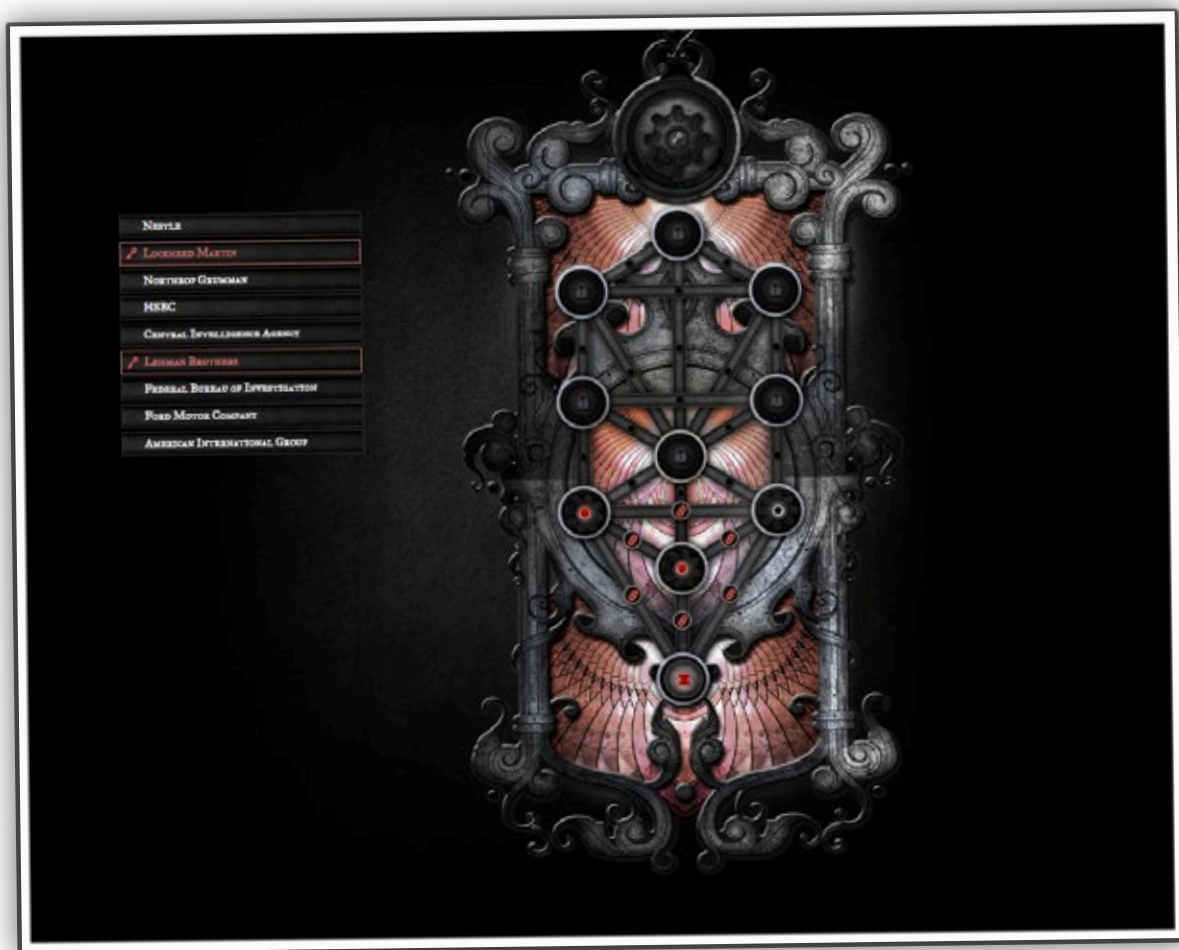 Nestle
Lockheed Martin
Northrop Grumman
HSBC
Central Intelligence Agency
Lehman Brothers
Federal Bureau of Investigation
Ford Motor Company
American International Group